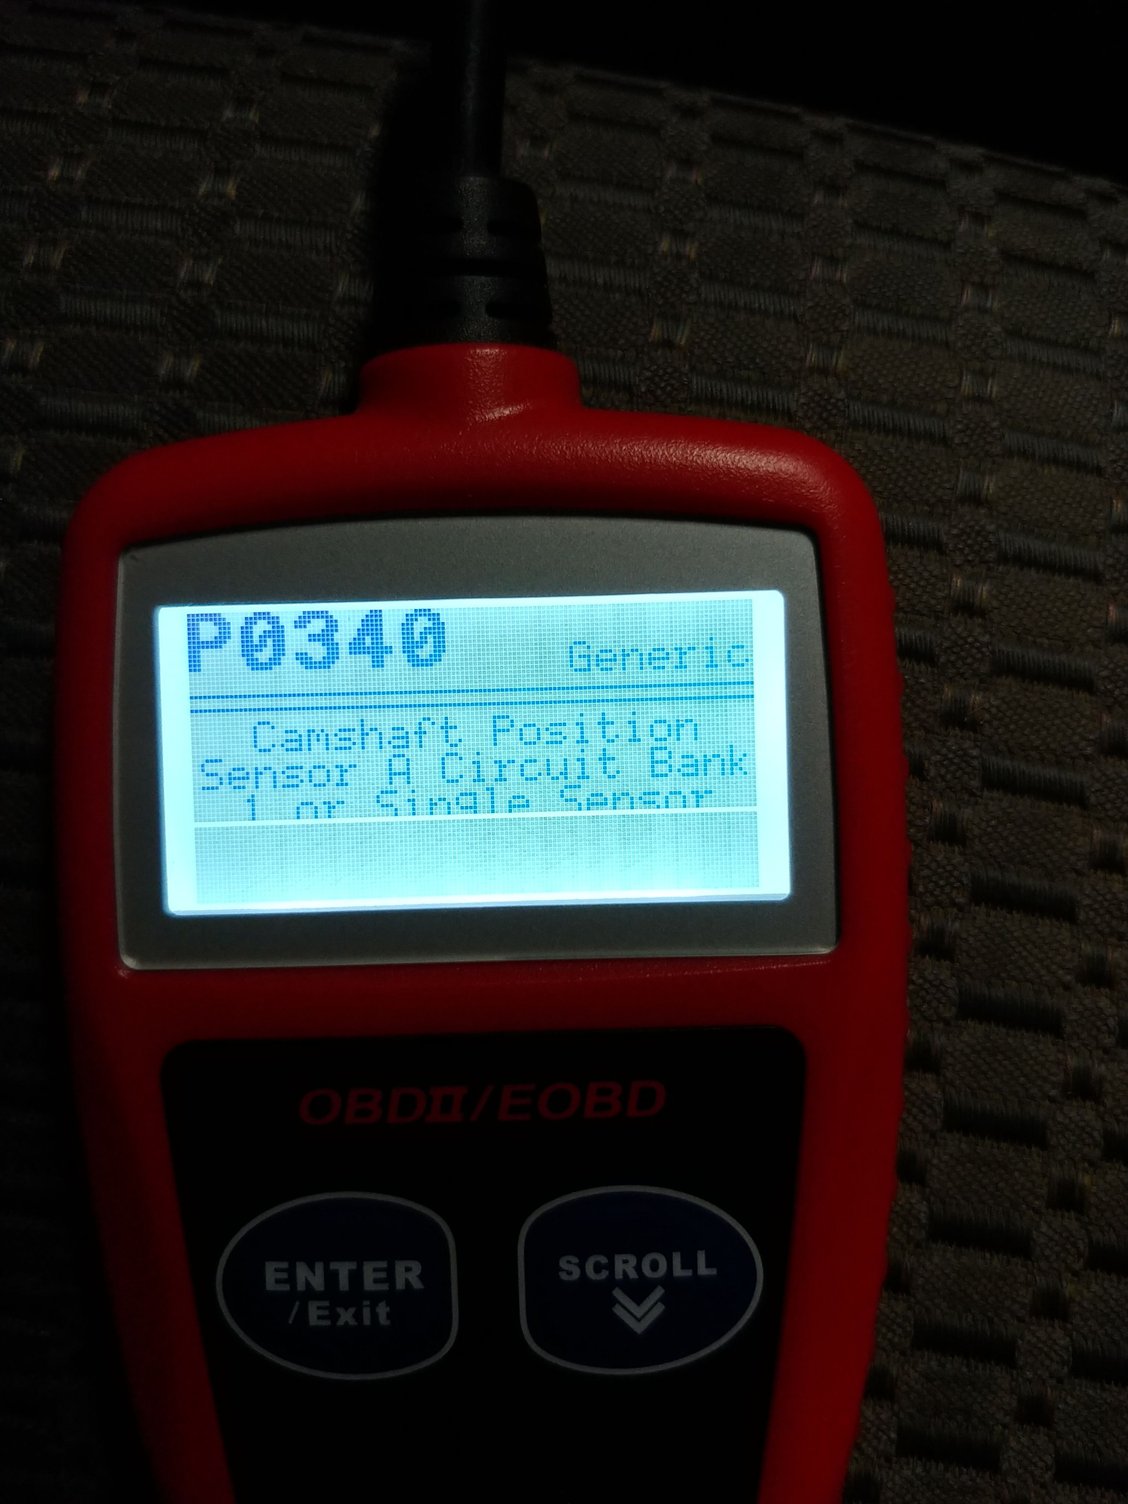 P0340
Generic
Camshaft Position
Sensor A Circuit Bank
1 or Single Sensor
OBDII/EOBD
ENTER
/Exit
SCROLL